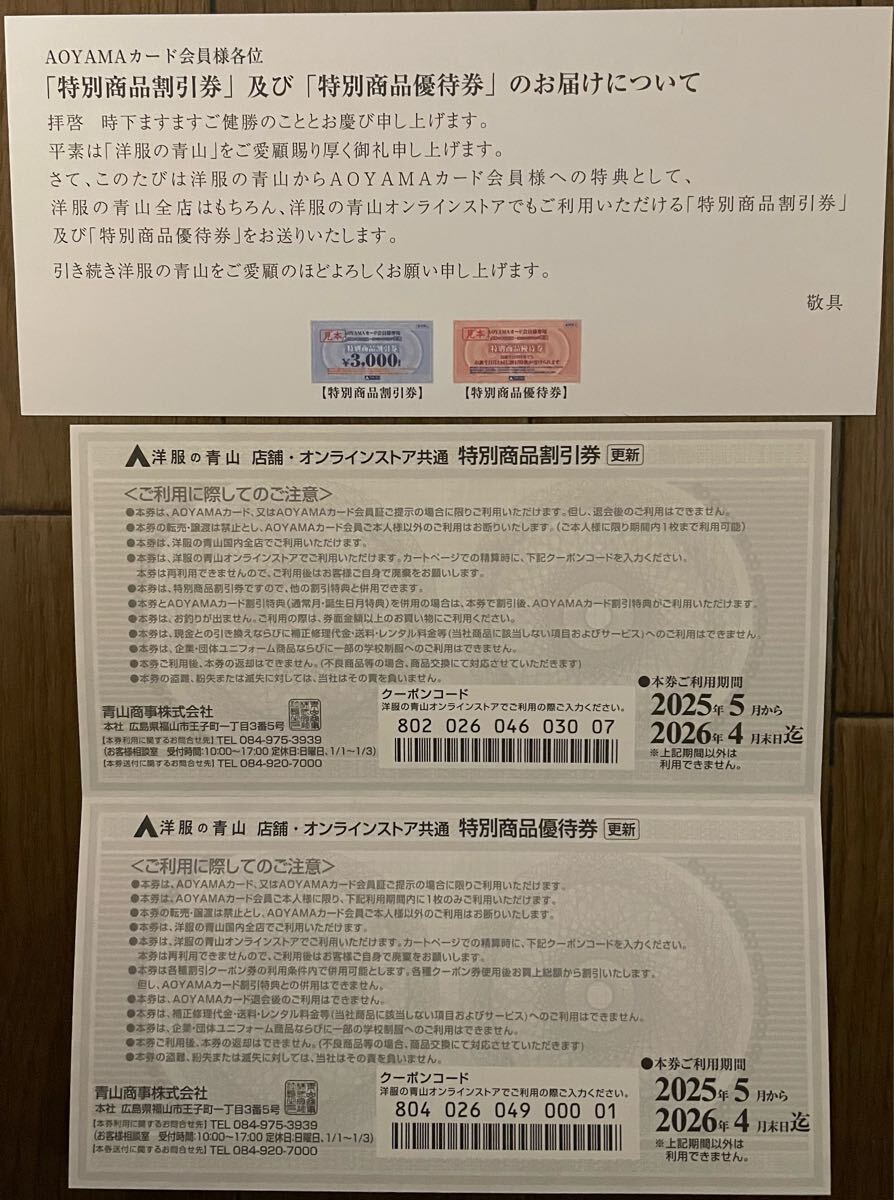 AOYAMAカード会員様各位
「特別商品割引券」及び「特別商品優待券」のお届けについて
拝啓　時下ますますご健勝のこととお慶び申し上げます。
平素は「洋服の青山」をご愛顧賜り厚く御礼申し上げます。
さて、このたびは洋服の青山からAOYAMAカード会員様への特典として、
洋服の青山全店はもちろん、洋服の青山オンラインストアでもご利用いただける「特別商品割引券」
及び「特別商品優待券」をお送りいたします。
引き続き洋服の青山をご愛顧のほどよろしくお願い申し上げます。
敬具
見本 AOYAMAカード会員様専用
特別商品割引券
¥3,000
【特別商品割引券】
見本 AOYAMAカード会員様専用
特別商品優待券
【特別商品優待券】
洋服の青山 店舗・オンラインストア共通 特別商品割引券 更新
＜ご利用に際してのご注意＞
●本券は、AOYAMAカード、又はAOYAMAカード会員証ご提示の場合に限りご利用いただけます。但し、退会後のご利用はできません。
●本券の転売・譲渡は禁止とし、AOYAMAカード会員ご本人様以外のご利用はお断りいたします。(ご本人様に限り期間内1枚まで利用可能)
●本券は、洋服の青山国内全店でご利用いただけます。
●本券は、洋服の青山オンラインストアでご利用いただけます。カートページでの精算時に、下記クーポンコードを入力ください。
本券は再利用できませんので、ご利用後はお客様ご自身で廃棄をお願いします。
●本券は、特別商品割引券ですので、他の割引特典と併用できます。
●本券とAOYAMAカード割引特典(通常月・誕生日月特典)を併用の場合は、本券で割引後、AOYAMAカード割引特典がご利用いただけます。
●本券は、お釣りが出ません。ご利用の際は、券面金額以上のお買い物にご利用ください。
●本券は、現金との引き換えならびに補正修理代金・送料・レンタル料金等(当社商品に該当しない項目およびサービス)へのご利用はできません。
●本券は、企業・団体ユニフォーム商品ならびに一部の学校制服へのご利用はできません。
●本券ご利用後、本券の返却はできません。(不良商品等の場合、商品交換にて対応させていただきます)
●本券の盗難、紛失または滅失に対しては、当社はその責を負いません。
青山商事株式会社
本社 広島県福山市王子町一丁目3番5号
【本券利用に関するお問合せ先】TEL 084-975-3939
(お客様相談室 受付時間:10:00～17:00 定休日:日曜日、1/1～1/3)
【本券送付に関するお問合せ先】TEL 084-920-7000
クーポンコード
洋服の青山オンラインストアでご利用の際ご入力ください。
802 026 046 030 07
●本券ご利用期間
2025年5月から
2026年4月末日迄
※上記期間以外は
利用できません。
洋服の青山 店舗・オンラインストア共通 特別商品優待券 更新
＜ご利用に際してのご注意＞
●本券は、AOYAMAカード、又はAOYAMAカード会員証ご提示の場合に限りご利用いただけます。
●本券は、AOYAMAカード会員ご本人様に限り、下記利用期間内に1枚のみご利用いただけます。
●本券の転売・譲渡は禁止とし、AOYAMAカード会員ご本人様以外のご利用はお断りいたします。
●本券は、洋服の青山国内全店でご利用いただけます。
●本券は、洋服の青山オンラインストアでご利用いただけます。カートページでの精算時に、下記クーポンコードを入力ください。
本券は再利用できませんので、ご利用後はお客様ご自身で廃棄をお願いします。
●本券は各種割引クーポン券の利用条件内で併用可能とします。各種クーポン券使用後お買上総額から割引いたします。
但し、AOYAMAカード割引特典との併用はできません。
●本券は、AOYAMAカード退会後のご利用はできません。
●本券は、補正修理代金・送料・レンタル料金等(当社商品に該当しない項目およびサービス)へのご利用はできません。
●本券は、企業・団体ユニフォーム商品ならびに一部の学校制服へのご利用はできません。
●本券ご利用後、本券の返却はできません。(不良商品等の場合、商品交換にて対応させていただきます)
●本券の盗難、紛失または滅失に対しては、当社はその責を負いません。
青山商事株式会社
本社 広島県福山市王子町一丁目3番5号
【本券利用に関するお問合せ先】TEL 084-975-3939
(お客様相談室 受付時間:10:00～17:00 定休日:日曜日、1/1～1/3)
【本券送付に関するお問合せ先】TEL 084-920-7000
クーポンコード
洋服の青山オンラインストアでご利用の際ご入力ください。
804 026 049 000 01
●本券ご利用期間
2025年5月から
2026年4月末日迄
※上記期間以外は
利用できません。